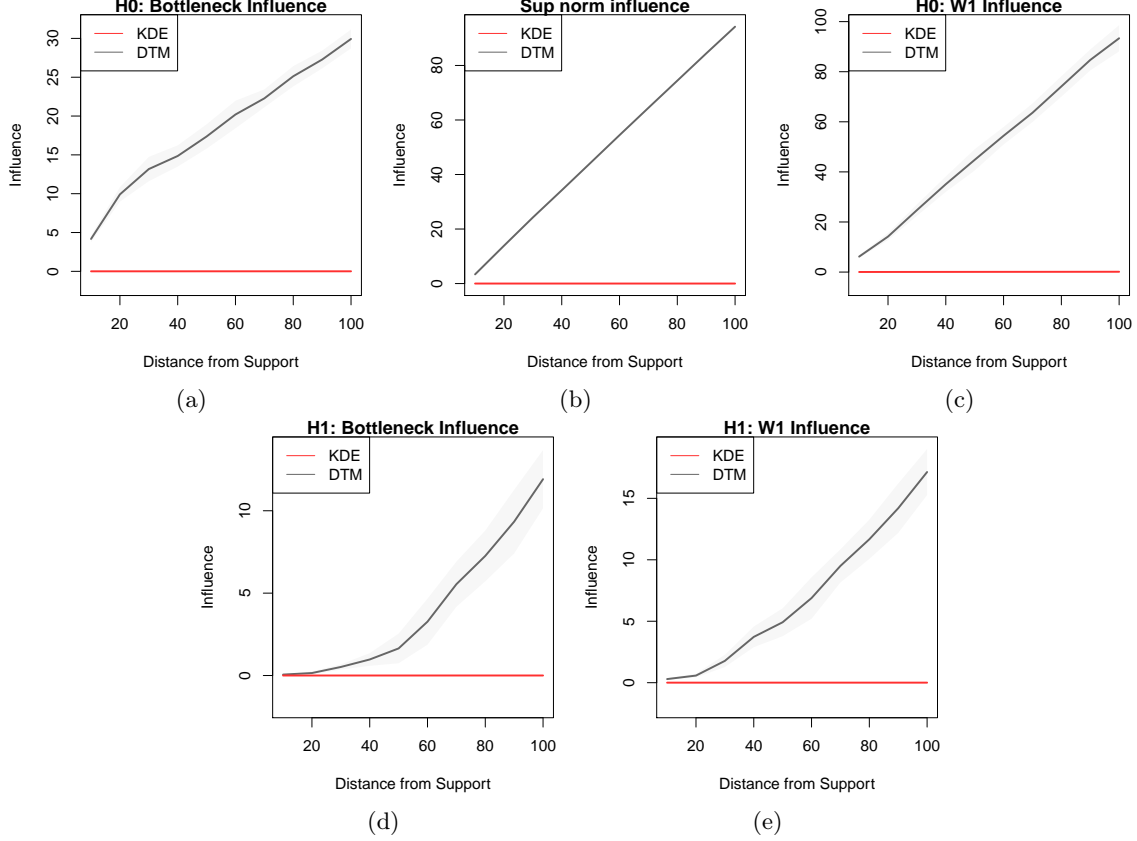 H0: Bottleneck Influence
KDE
DTM
Influence
0
5
10
15
20
25
30
20
40
60
80
100
Distance from Support
(a)
Sup norm influence
KDE
DTM
Influence
0
20
40
60
80
20
40
60
80
100
Distance from Support
(b)
H0: W1 Influence
KDE
DTM
Influence
0
20
40
60
80
100
20
40
60
80
100
Distance from Support
(c)
H1: Bottleneck Influence
KDE
DTM
Influence
0
5
10
20
40
60
80
100
Distance from Support
(d)
H1: W1 Influence
KDE
DTM
Influence
0
5
10
15
20
40
60
80
100
Distance from Support
(e)